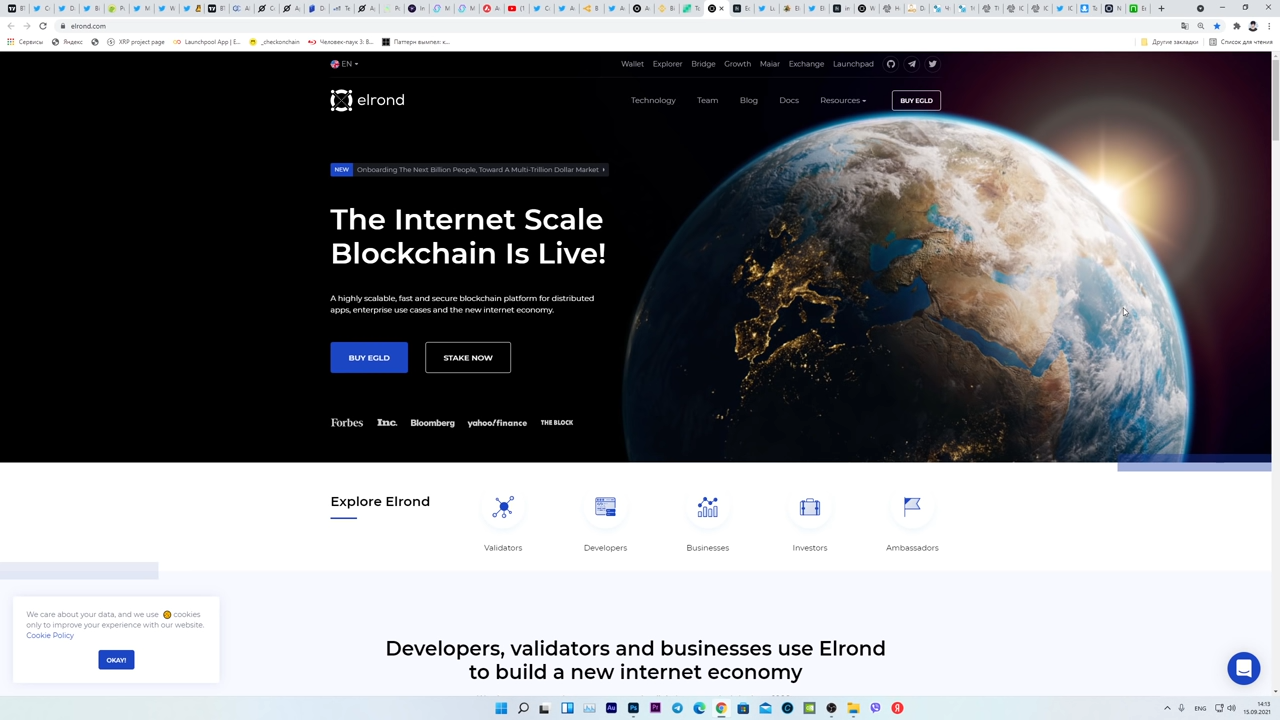 elrond.com
Сервисы
Яндекс
XRP project page
Launchpool App | E...
_checkonchain
Человек-паук 3: В...
Паттерн вымпел: к...
Другие закладки
Список для чтения
EN
Wallet
Explorer
Bridge
Growth
Maiar
Exchange
Launchpad
elrond
Technology
Team
Blog
Docs
Resources
BUY EGLD
NEW
Onboarding The Next Billion People, Toward A Multi-Trillion Dollar Market
The Internet Scale
Blockchain Is Live!
A highly scalable, fast and secure blockchain platform for distributed
apps, enterprise use cases and the new internet economy.
BUY EGLD
STAKE NOW
Forbes
Inc.
Bloomberg
yahoo!finance
THE BLOCK
Explore Elrond
Validators
Developers
Businesses
Investors
Ambassadors
We care about your data, and we use cookies
only to improve your experience with our website.
Cookie Policy
OKAY!
Developers, validators and businesses use Elrond
to build a new internet economy
ENG
14:13
15.09.2021